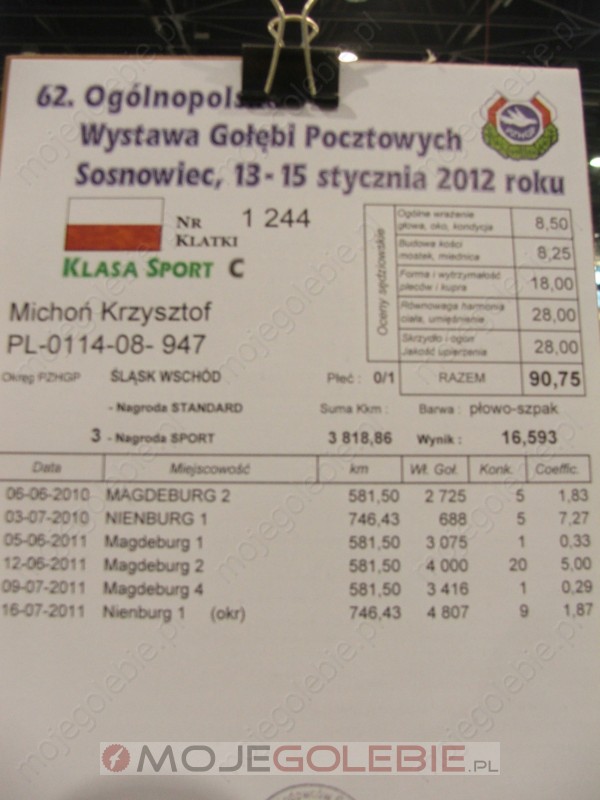 62. Ogólnopolska
Wystawa Gołębi Pocztowych
Sosnowiec, 13 - 15 stycznia 2012 roku
NR KLATKI 1 244
KLASA SPORT C
Michoń Krzysztof
PL-0114-08- 947
Oceny sędziowskie
Ogólne wrażenie głowa, oko, kondycja 8,50
Budowa kości mostek, miednica 8,25
Forma i wytrzymałość pleców i kupra 18,00
Równowaga harmonia ciała, umięśnienie 28,00
Skrzydło i ogon Jakość upierzenia 28,00
RAZEM 90,75
Okręg PZHGP ŚLĄSK WSCHÓD Płeć : 0/1
- Nagroda STANDARD Suma Kkm : Barwa : płowo-szpak
3 - Nagroda SPORT 3 818,86 Wynik : 16,593
Data Miejscowość km Wł. Goł. Konk. Coeffic.
06-06-2010 MAGDEBURG 2 581,50 2 725 5 1,83
03-07-2010 NIENBURG 1 746,43 688 5 7,27
05-06-2011 Magdeburg 1 581,50 3 075 1 0,33
12-06-2011 Magdeburg 2 581,50 4 000 20 5,00
09-07-2011 Magdeburg 4 581,50 3 416 1 0,29
16-07-2011 Nienburg 1 (okr) 746,43 4 807 9 1,87
MOJEGOLEBIE.PL